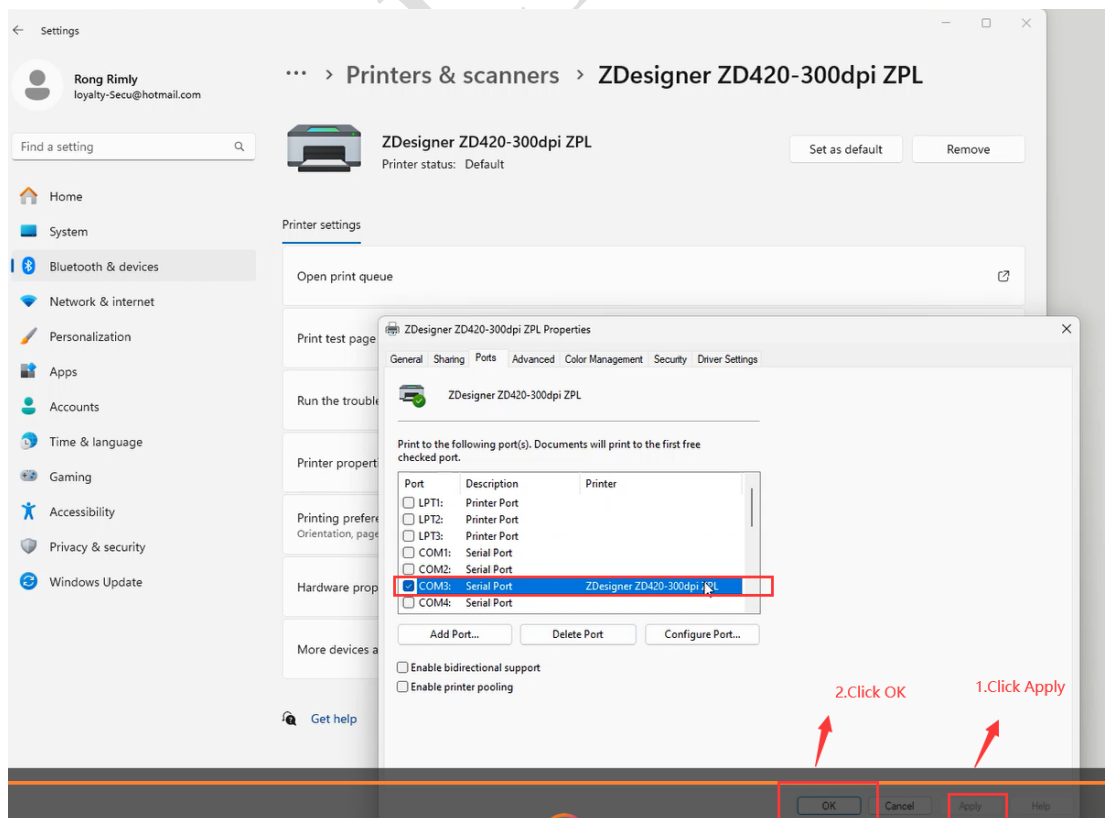 Settings
Rong Rimly
loyalty-Secu@hotmail.com
Find a setting
Home
System
Bluetooth & devices
Network & internet
Personalization
Apps
Accounts
Time & language
Gaming
Accessibility
Privacy & security
Windows Update
··· > Printers & scanners > ZDesigner ZD420-300dpi ZPL
ZDesigner ZD420-300dpi ZPL
Printer status: Default
Set as default
Remove
Printer settings
Open print queue
Print test page
Run the trouble
Printer propert
Printing prefere
Orientation, page
Hardware prop
More devices a
Get help
ZDesigner ZD420-300dpi ZPL Properties
General Sharing Ports Advanced Color Management Security Driver Settings
ZDesigner ZD420-300dpi ZPL
Print to the following port(s). Documents will print to the first free
checked port.
Port Description Printer
LPT1: Printer Port
LPT2: Printer Port
LPT3: Printer Port
COM1: Serial Port
COM2: Serial Port
COM3: Serial Port ZDesigner ZD420-300dpi ZPL
COM4: Serial Port
Add Port... Delete Port Configure Port...
Enable bidirectional support
Enable printer pooling
2.Click OK
1.Click Apply
OK Cancel Apply Help